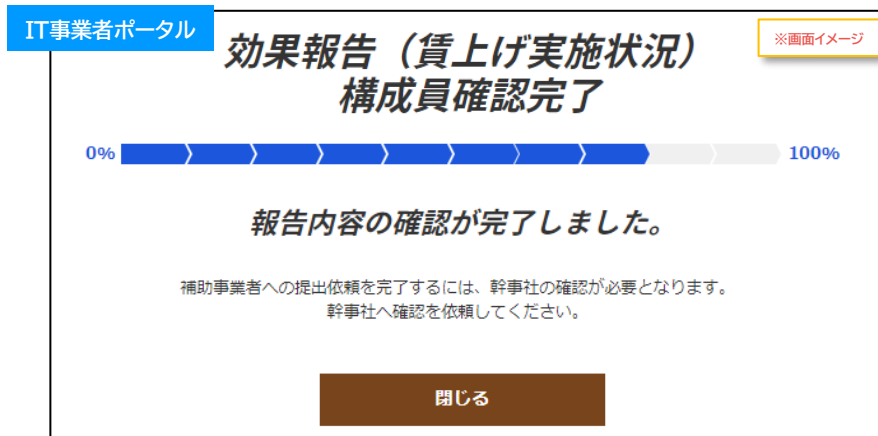 IT事業者ポータル
※画面イメージ
効果報告（賃上げ実施状況）
構成員確認完了
0%
100%
報告内容の確認が完了しました。
補助事業者への提出依頼を完了するには、幹事社の確認が必要となります。
幹事社へ確認を依頼してください。
閉じる